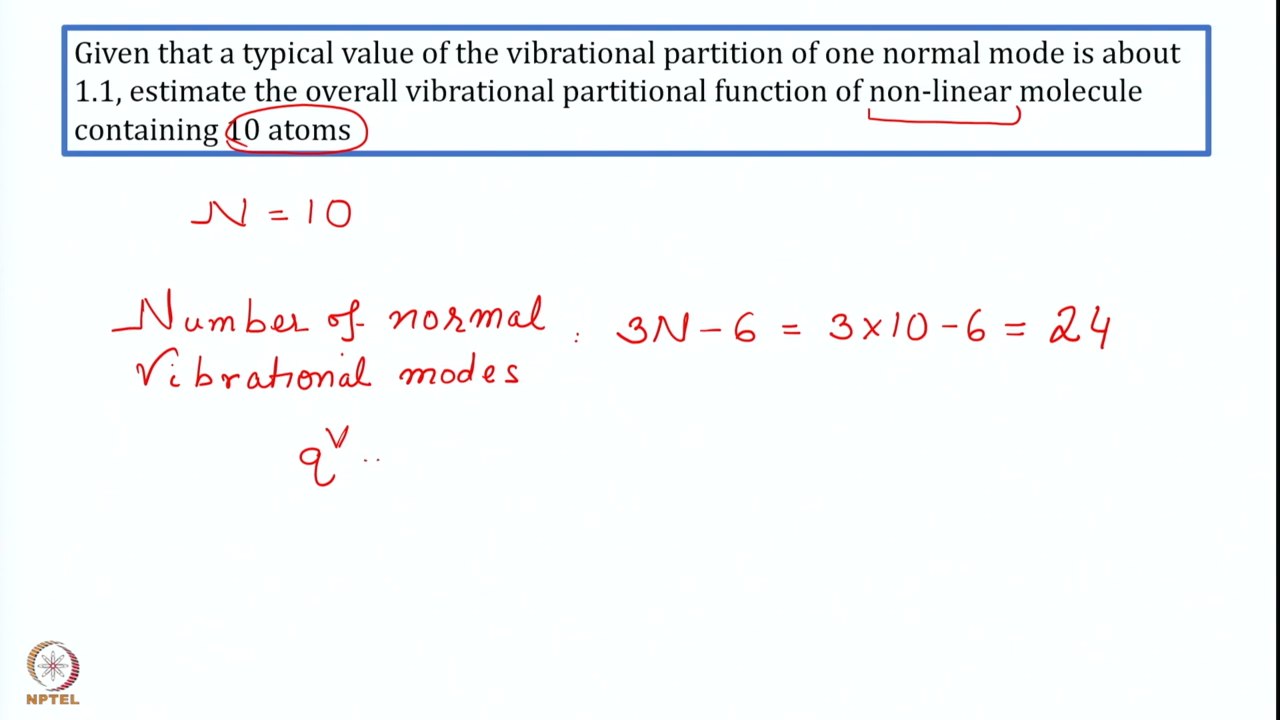 Given that a typical value of the vibrational partition of one normal mode is about
1.1, estimate the overall vibrational partitional function of non-linear molecule
containing 10 atoms
N = 10
Number of normal
Vibrational modes : 3N - 6 = 3 x 10 - 6 = 24
q^V
NPTEL